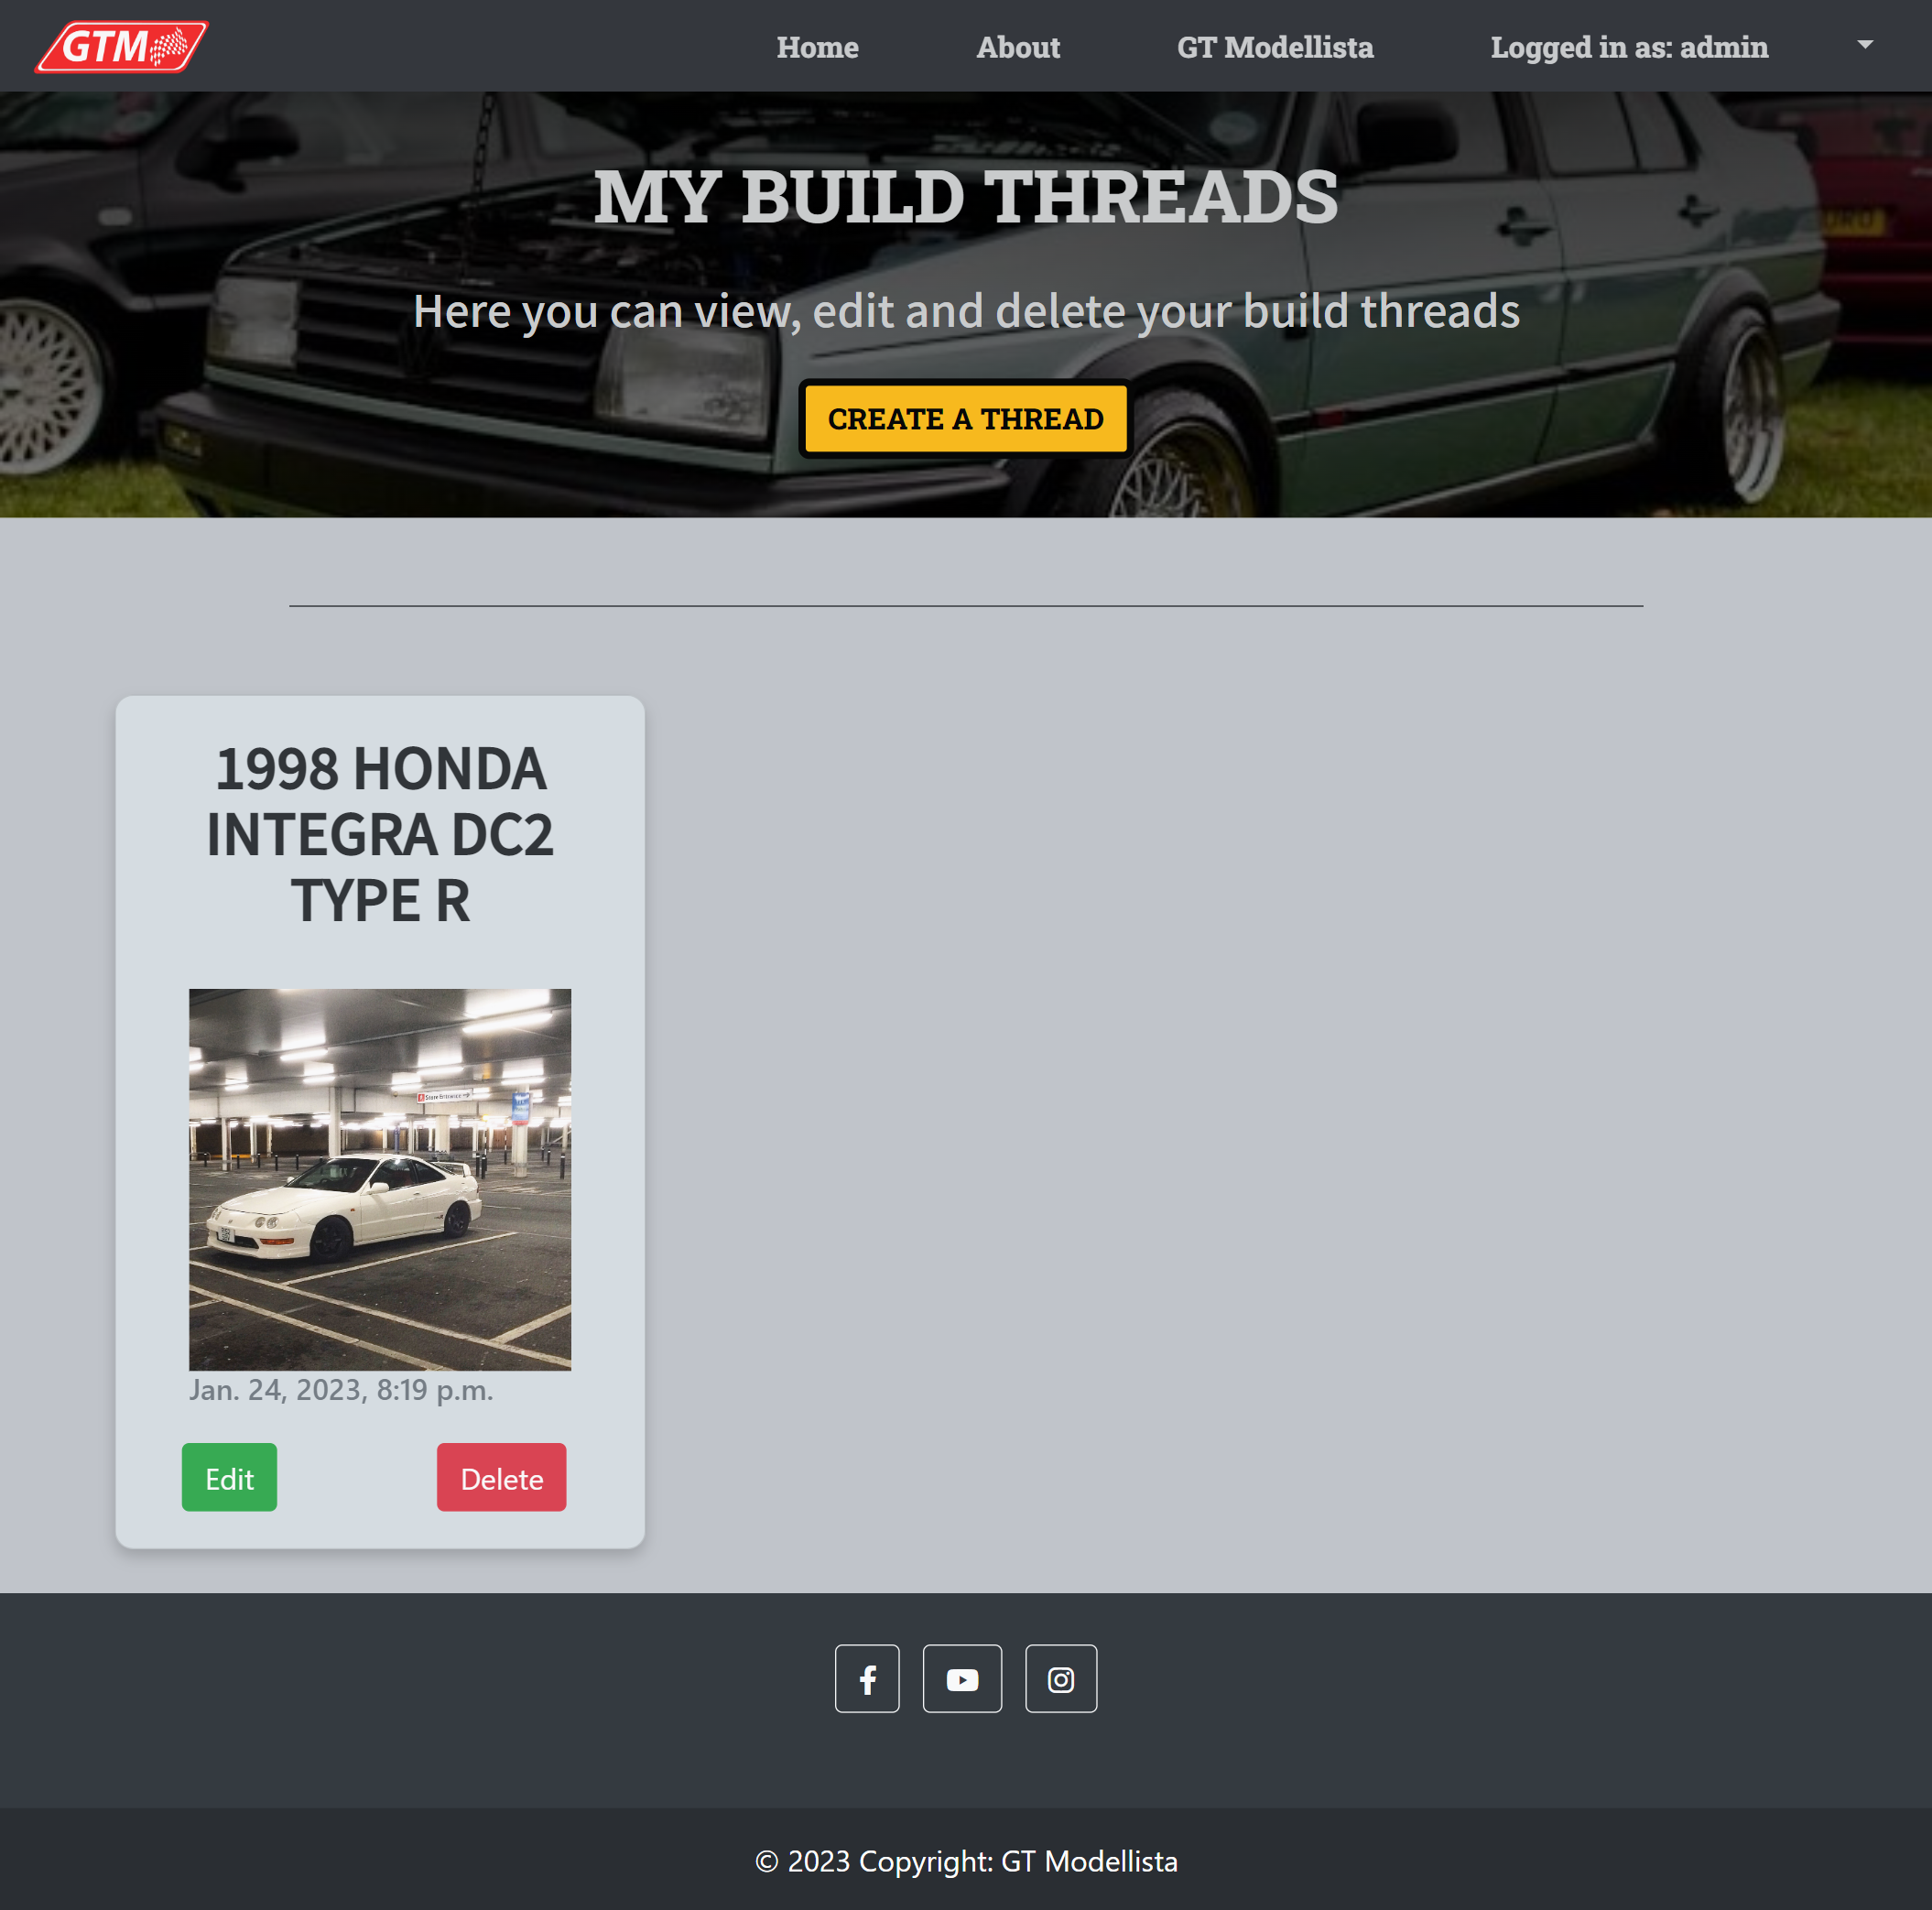 GTM
Home About GT Modellista Logged in as: admin
MY BUILD THREADS
Here you can view, edit and delete your build threads
CREATE A THREAD
1998 HONDA
INTEGRA DC2
TYPE R
Store Entrance
Jan. 24, 2023, 8:19 p.m.
Edit Delete
© 2023 Copyright: GT Modellista